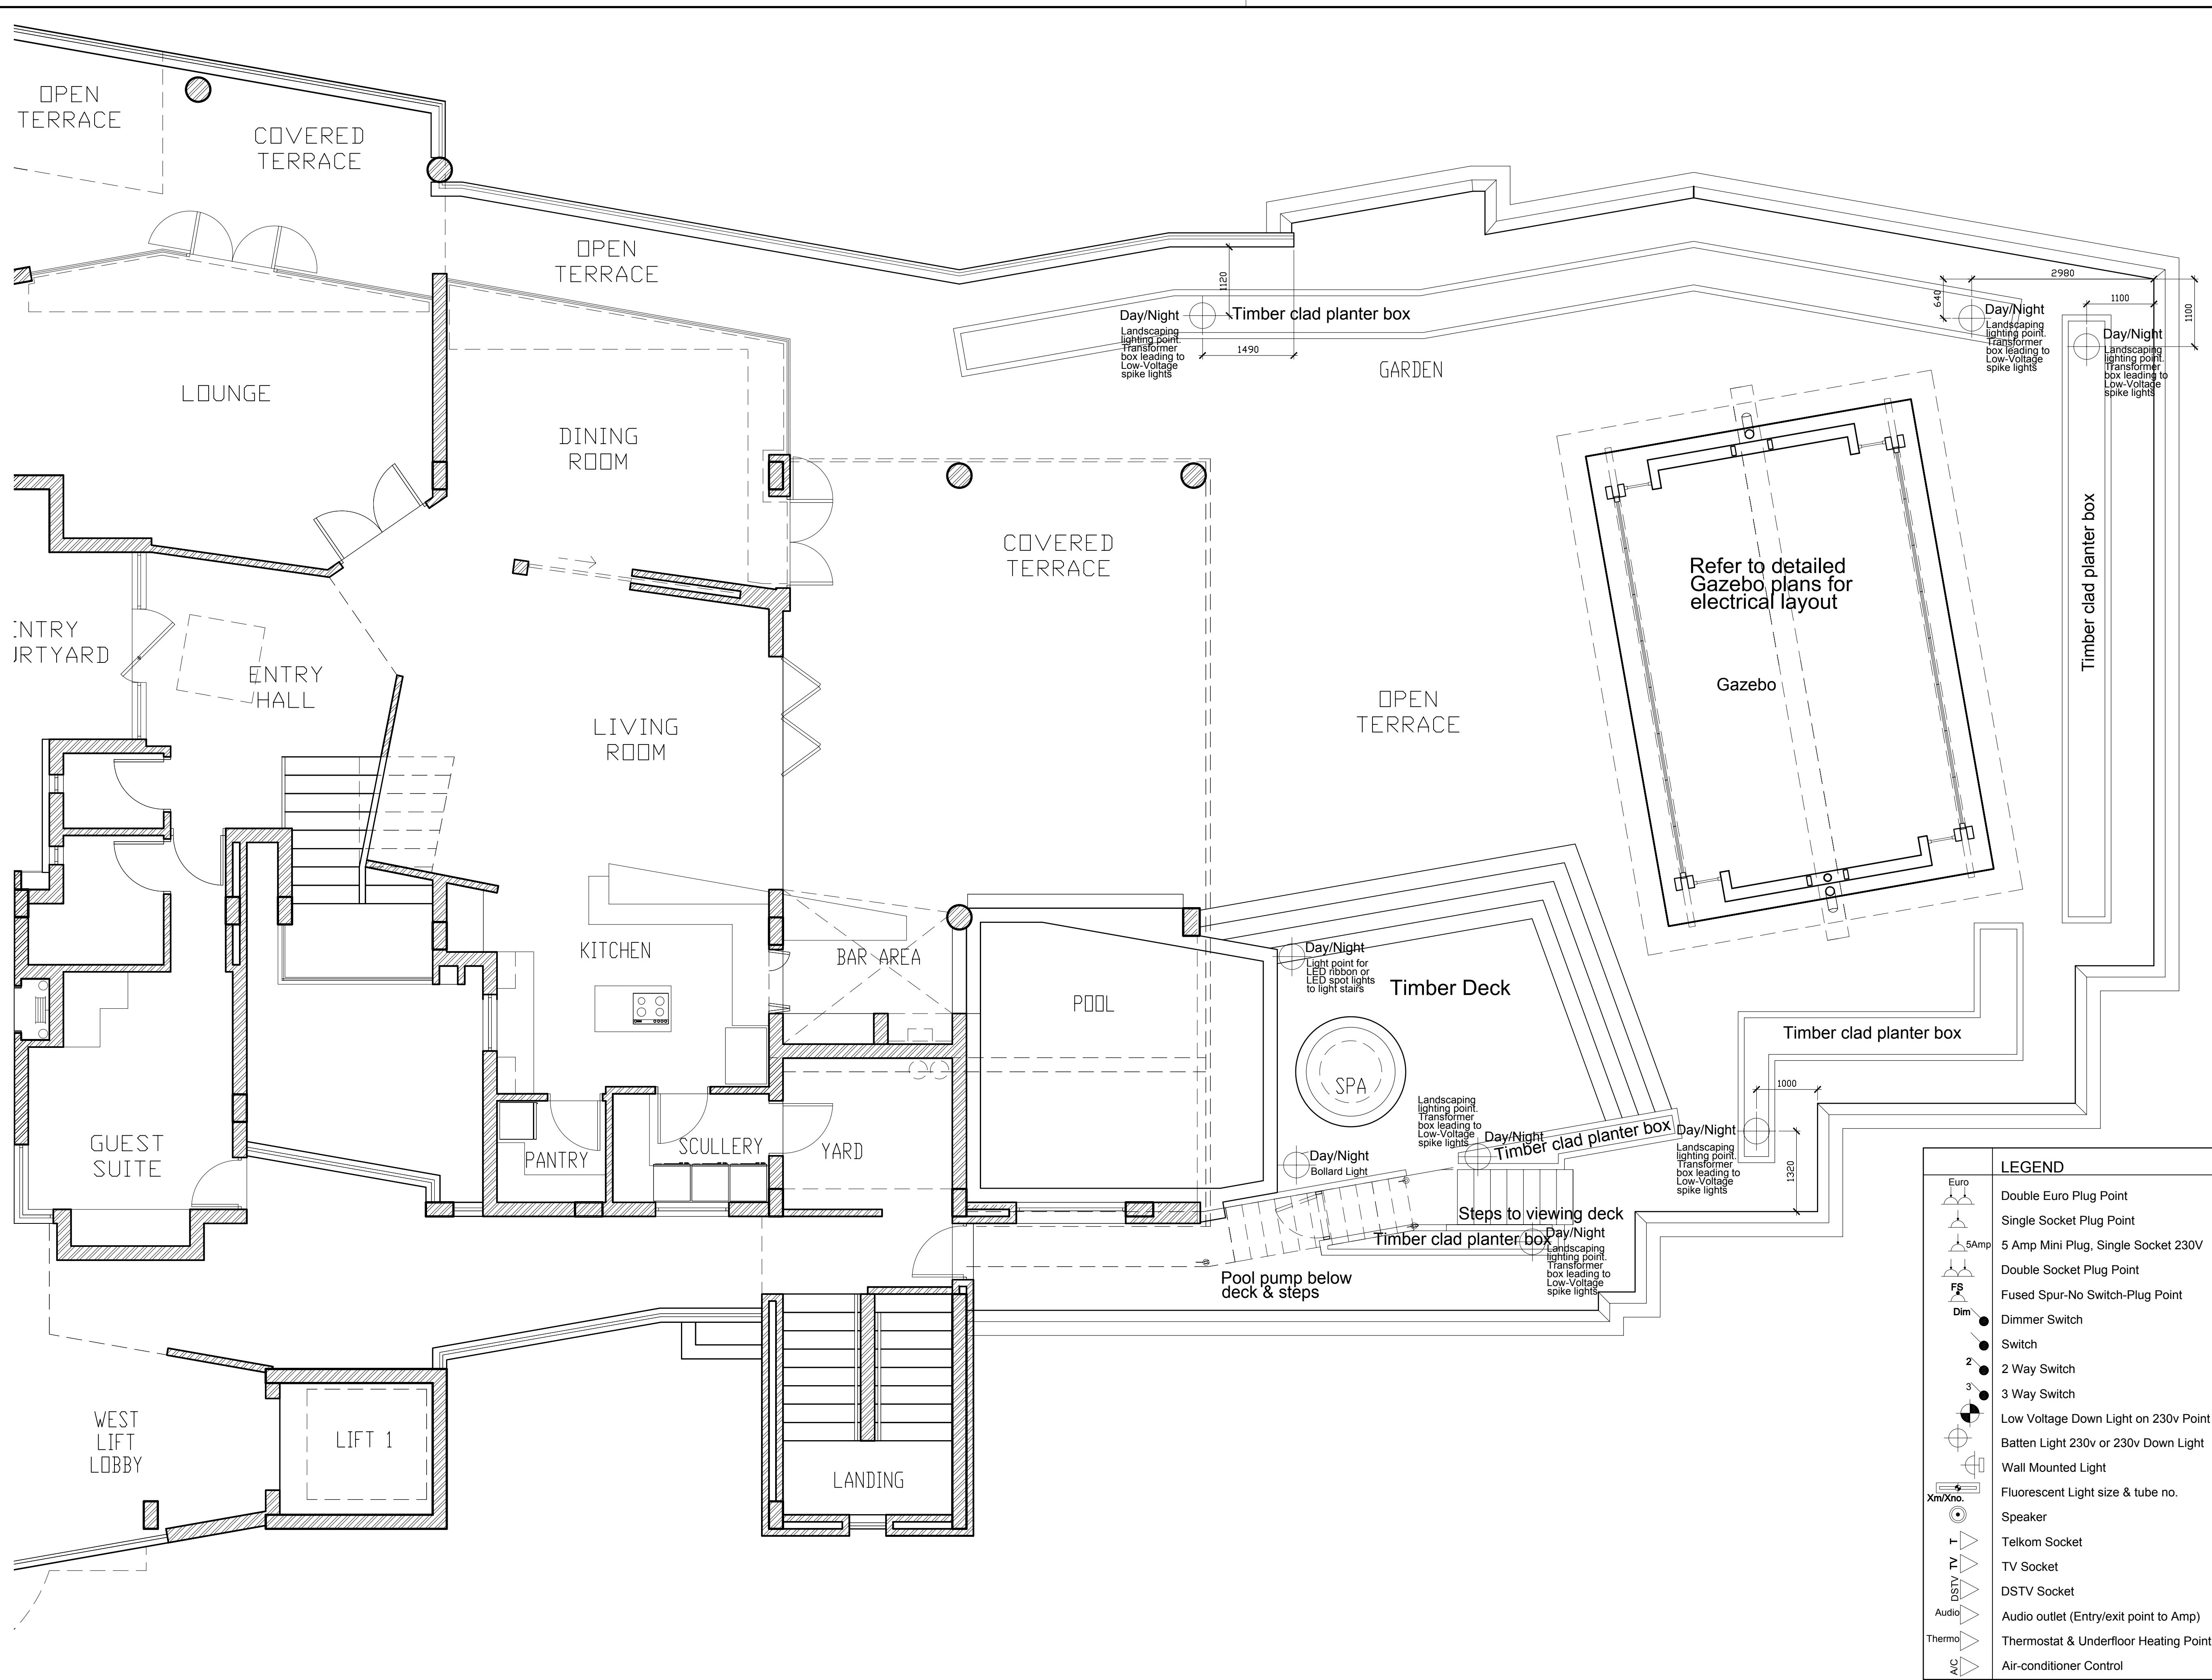 OPEN
TERRACE
COVERED
TERRACE
OPEN
TERRACE
LOUNGE
DINING
ROOM
1120
Day/Night
Landscaping
lighting point.
Transformer
box leading to
Low-Voltage
spike lights
Timber clad planter box
1490
GARDEN
2980
640
1100
1100
Day/Night
Landscaping
lighting point.
Transformer
box leading to
Low-Voltage
spike lights
Day/Night
Landscaping
lighting point.
Transformer
box leading to
Low-Voltage
spike lights
Timber clad planter box
COVERED
TERRACE
Refer to detailed
Gazebo plans for
electrical layout
Gazebo
OPEN
TERRACE
ENTRY
HALL
LIVING
ROOM
KITCHEN
BAR AREA
POOL
Day/Night
Light point for
LED ribbon or
LED spot lights
to light stairs
Timber Deck
SPA
Timber clad planter box
1000
1320
Day/Night
Landscaping
lighting point.
Transformer
box leading to
Low-Voltage
spike lights
Landscaping
lighting point.
Transformer
box leading to
Low-Voltage
spike lights
Day/Night
Timber clad planter box
Day/Night
Bollard Light
GUEST
SUITE
PANTRY
SCULLERY
YARD
Steps to viewing deck
Timber clad planter box
Day/Night
Landscaping
lighting point.
Transformer
box leading to
Low-Voltage
spike lights
Pool pump below
deck & steps
WEST
LIFT
LOBBY
LIFT 1
LANDING
LEGEND
Euro
Double Euro Plug Point
Single Socket Plug Point
5Amp
5 Amp Mini Plug, Single Socket 230V
Double Socket Plug Point
FS
Fused Spur-No Switch-Plug Point
Dim
Dimmer Switch
Switch
2
2 Way Switch
3
3 Way Switch
Low Voltage Down Light on 230v Point
Batten Light 230v or 230v Down Light
Wall Mounted Light
Xm/Xno.
Fluorescent Light size & tube no.
Speaker
T
Telkom Socket
TV
TV Socket
DSTV
DSTV Socket
Audio
Audio outlet (Entry/exit point to Amp)
Thermo
Thermostat & Underfloor Heating Point
A/C
Air-conditioner Control